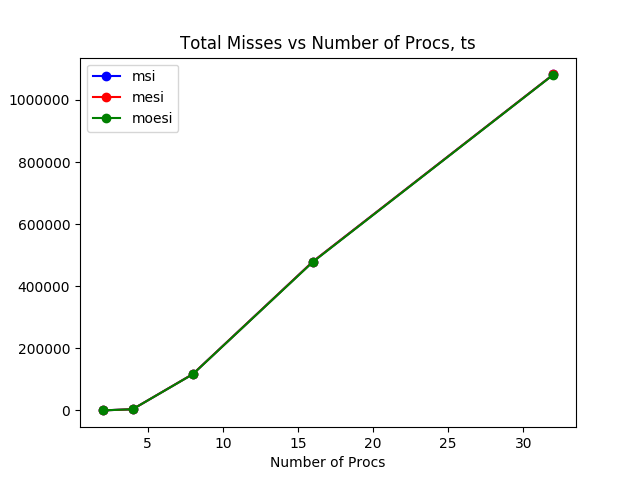 Total Misses vs Number of Procs, ts
msi
mesi
moesi
1000000
800000
600000
400000
200000
0
5 10 15 20 25 30
Number of Procs